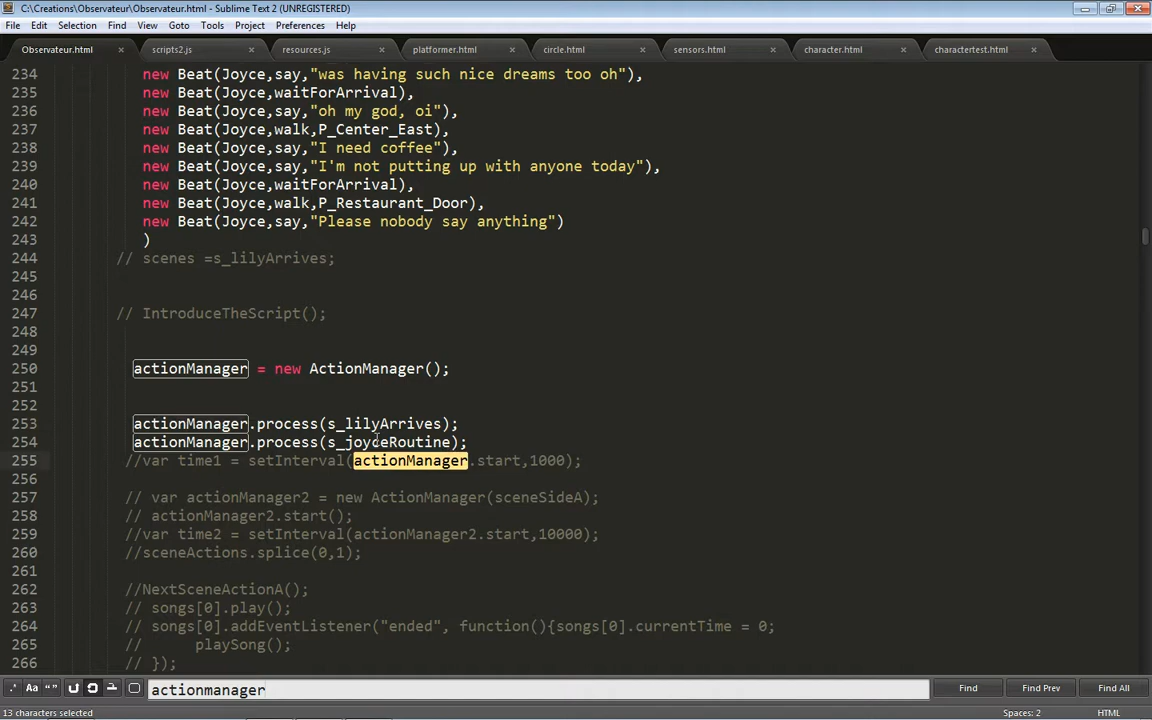 C:\Creations\Observateur\Observateur.html - Sublime Text 2 (UNREGISTERED)
File Edit Selection Find View Goto Tools Project Preferences Help
Observateur.html × scripts2.js × resources.js × platformer.html × circle.html × sensors.html × character.html × charactertest.html ×
234 new Beat(Joyce,say,"was having such nice dreams too oh"),
235 new Beat(Joyce,waitForArrival),
236 new Beat(Joyce,say,"oh my god, oi"),
237 new Beat(Joyce,walk,P_Center_East),
238 new Beat(Joyce,say,"I need coffee"),
239 new Beat(Joyce,say,"I'm not putting up with anyone today"),
240 new Beat(Joyce,waitForArrival),
241 new Beat(Joyce,walk,P_Restaurant_Door),
242 new Beat(Joyce,say,"Please nobody say anything")
243 )
244 // scenes =s_lilyArrives;
245
246
247 // IntroduceTheScript();
248
249
250 actionManager = new ActionManager();
251
252
253 actionManager.process(s_lilyArrives);
254 actionManager.process(s_joyceRoutine);
255 //var time1 = setInterval(actionManager.start,1000);
256
257 // var actionManager2 = new ActionManager(sceneSideA);
258 // actionManager2.start();
259 //var time2 = setInterval(actionManager2.start,10000);
260 //sceneActions.splice(0,1);
261
262 //NextSceneActionA();
263 // songs[0].play();
264 // songs[0].addEventListener("ended", function(){songs[0].currentTime = 0;
265 // playSong();
266 // });
.* Aa “” actionmanager Find Find Prev Find All
13 characters selected Spaces: 2 HTML